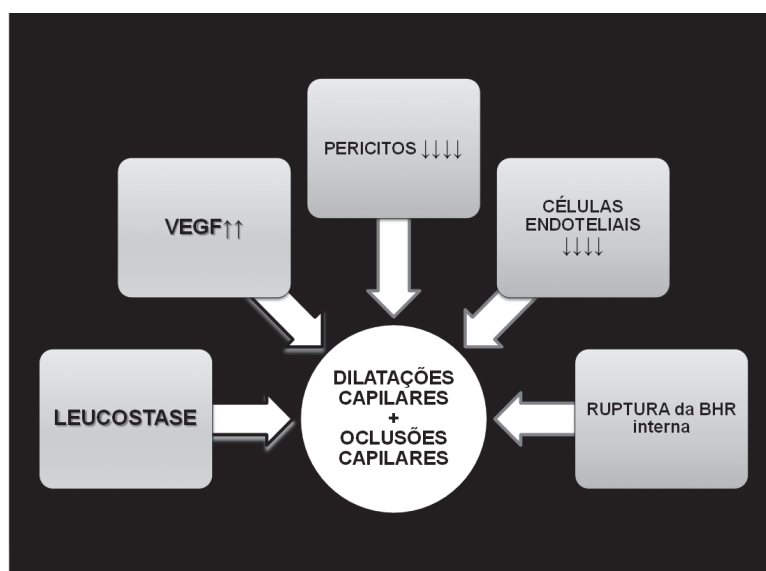 PERICITOS ↓↓↓↓
VEGF↑↑
CÉLULAS
ENDOTELIAIS
↓↓↓↓
LEUCOSTASE
DILATAÇÕES
CAPILARES
+
OCLUSÕES
CAPILARES
RUPTURA da BHR
interna